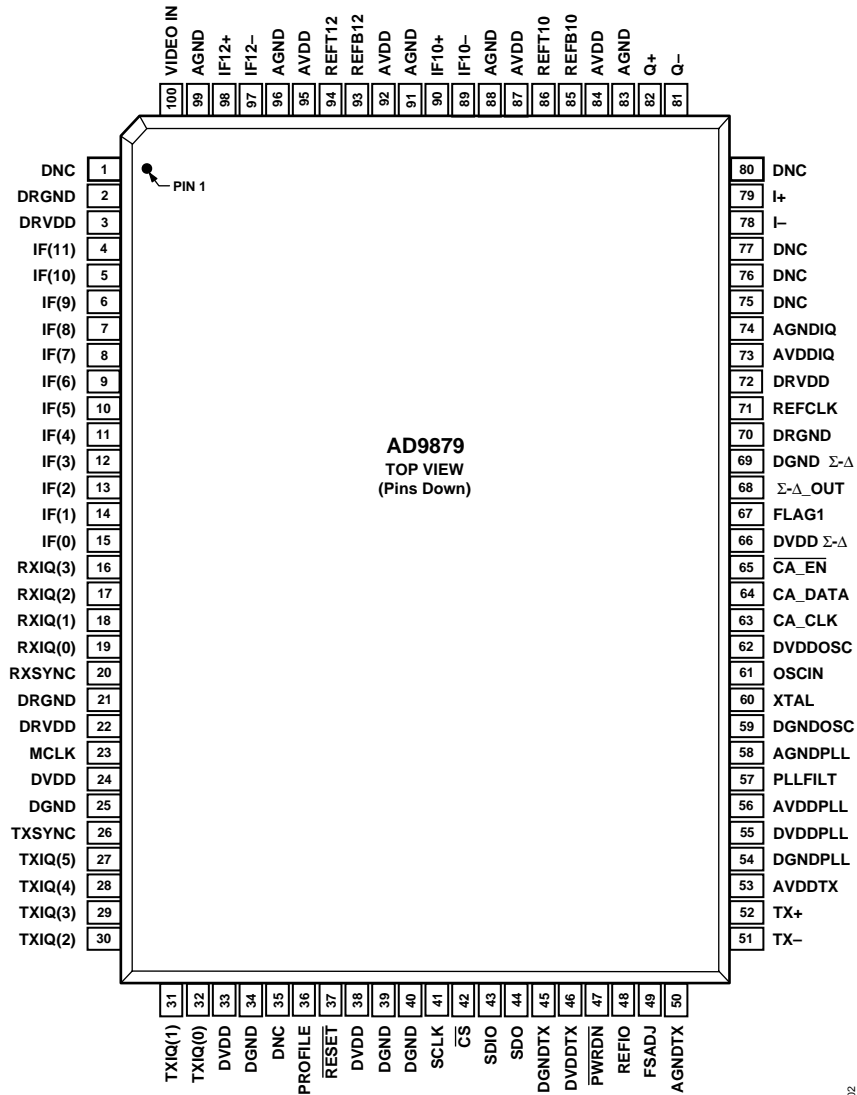 VIDEO IN
AGND
IF12+
IF12–
AGND
AVDD
REFT12
REFB12
AVDD
AGND
IF10+
IF10–
AGND
AVDD
REFT10
REFB10
AVDD
AGND
Q+
Q–
100 99 98 97 96 95 94 93 92 91 90 89 88 87 86 85 84 83 82 81
DNC 1
DRGND 2
DRVDD 3
IF(11) 4
IF(10) 5
IF(9) 6
IF(8) 7
IF(7) 8
IF(6) 9
IF(5) 10
IF(4) 11
IF(3) 12
IF(2) 13
IF(1) 14
IF(0) 15
RXIQ(3) 16
RXIQ(2) 17
RXIQ(1) 18
RXIQ(0) 19
RXSYNC 20
DRGND 21
DRVDD 22
MCLK 23
DVDD 24
DGND 25
TXSYNC 26
TXIQ(5) 27
TXIQ(4) 28
TXIQ(3) 29
TXIQ(2) 30
PIN 1
AD9879
TOP VIEW
(Pins Down)
80 DNC
79 I+
78 I–
77 DNC
76 DNC
75 DNC
74 AGNDIQ
73 AVDDIQ
72 DRVDD
71 REFCLK
70 DRGND
69 DGND Σ-Δ
68 Σ-Δ_OUT
67 FLAG1
66 DVDD Σ-Δ
65 CA_EN
64 CA_DATA
63 CA_CLK
62 DVDDOSC
61 OSCIN
60 XTAL
59 DGNDOSC
58 AGNDPLL
57 PLLFILT
56 AVDDPLL
55 DVDDPLL
54 DGNDPLL
53 AVDDTX
52 TX+
51 TX–
31 32 33 34 35 36 37 38 39 40 41 42 43 44 45 46 47 48 49 50
TXIQ(1)
TXIQ(0)
DVDD
DGND
DNC
PROFILE
RESET
DVDD
DGND
DGND
SCLK
CS
SDIO
SDO
DGNDTX
DVDDTX
PWRDN
REFIO
FSADJ
AGNDTX